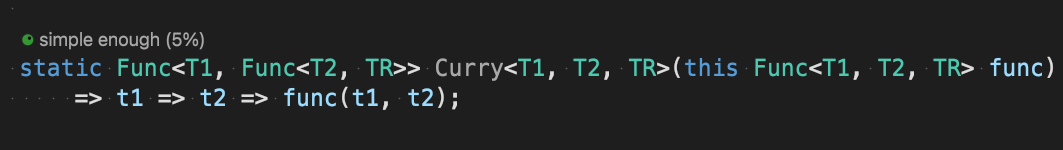 simple enough (5%)
static Func<T1, Func<T2, TR>> Curry<T1, T2, TR>(this Func<T1, T2, TR> func)
=> t1 => t2 => func(t1, t2);